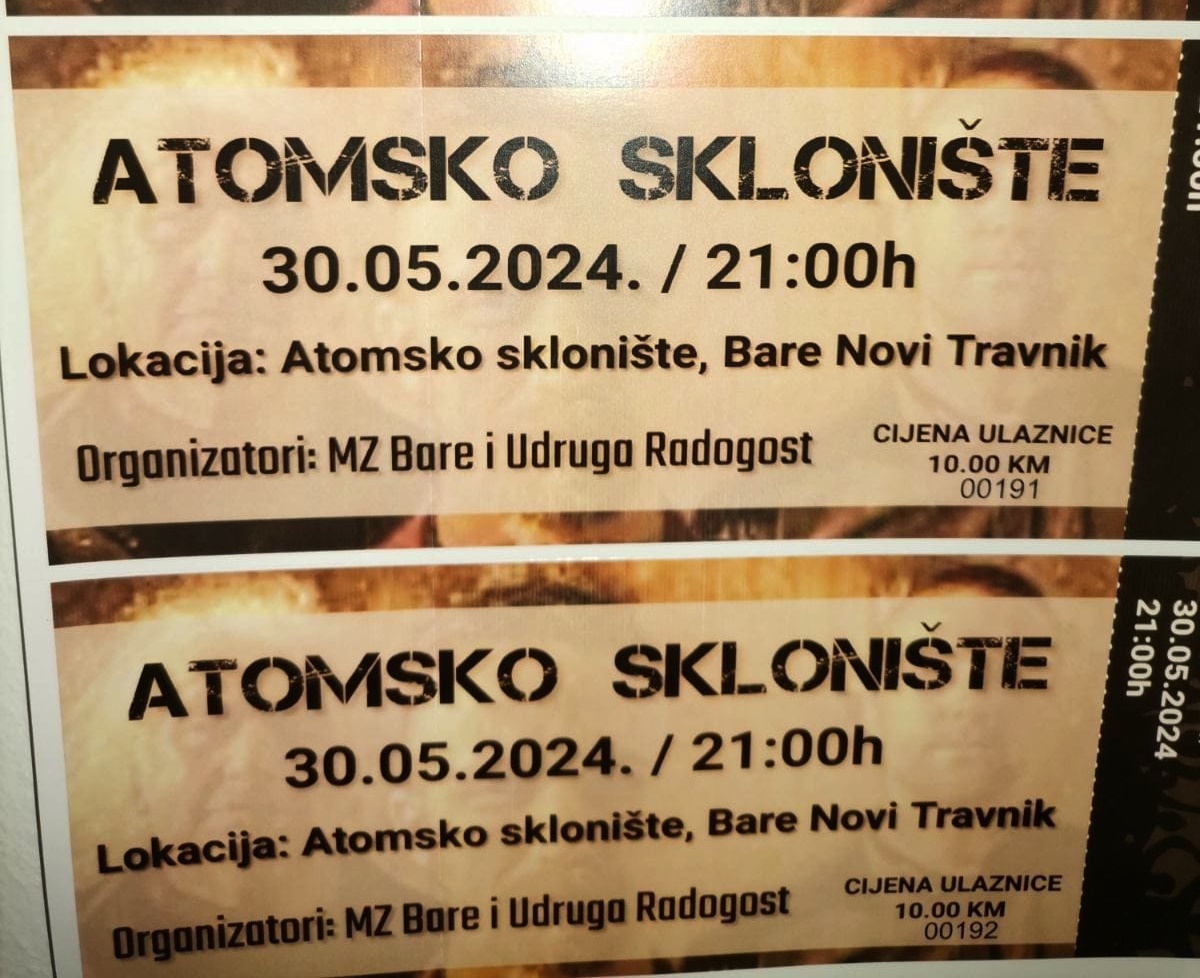 ATOMSKO SKLONIŠTE
30.05.2024. / 21:00h
Lokacija: Atomsko sklonište, Bare Novi Travnik
Organizatori: MZ Bare i Udruga Radogost
CIJENA ULAZNICE
10.00 KM
00191
ATOMSKO SKLONIŠTE
30.05.2024. / 21:00h
Lokacija: Atomsko sklonište, Bare Novi Travnik
Organizatori: MZ Bare i Udruga Radogost
CIJENA ULAZNICE
10.00 KM
00192
30.05.2024
21:00h